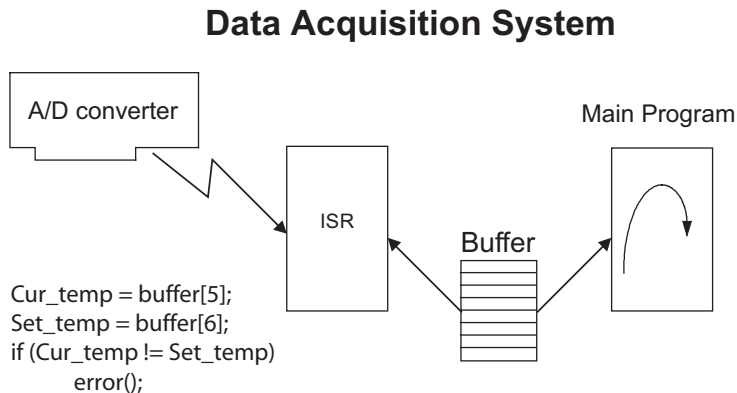 Data Acquisition System
A/D converter
Main Program
ISR
Buffer
Cur_temp = buffer[5];
Set_temp = buffer[6];
if (Cur_temp != Set_temp)
error();